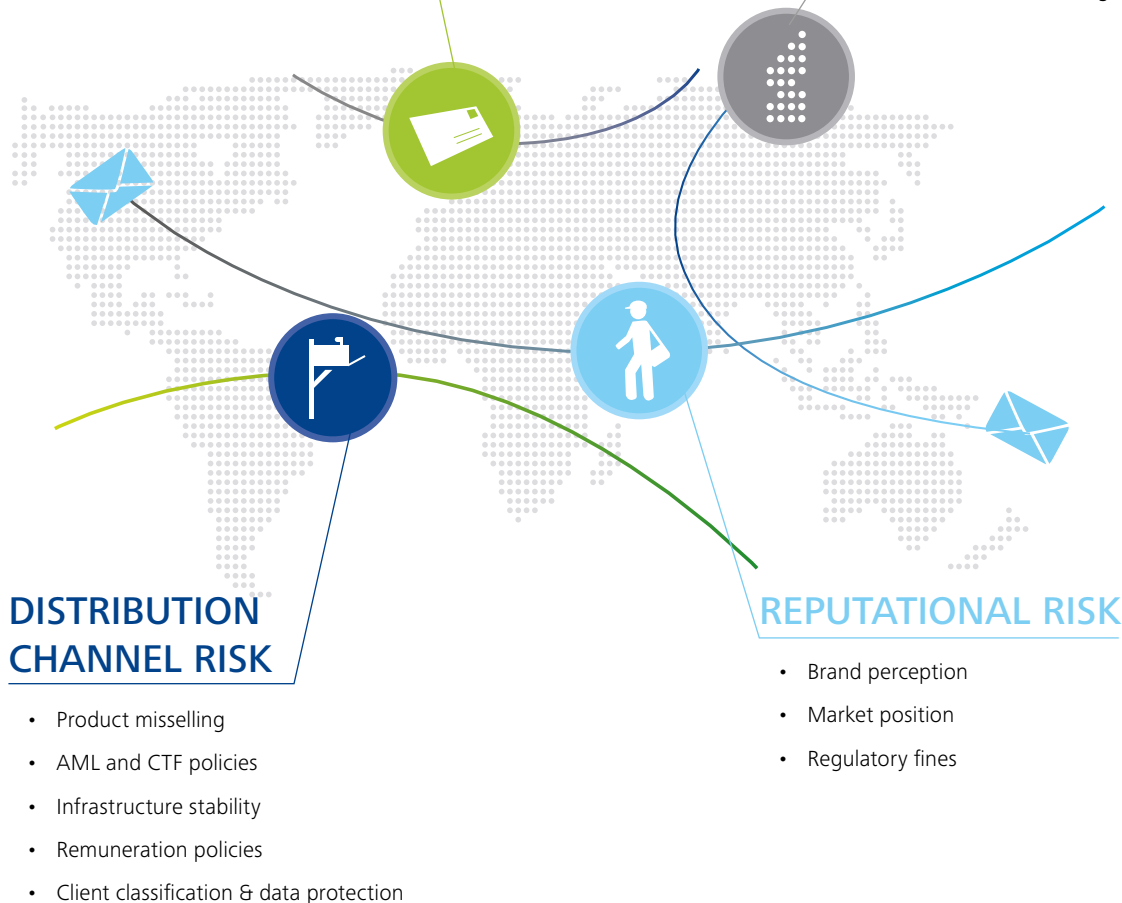 DISTRIBUTION
CHANNEL RISK
• Product misselling
• AML and CTF policies
• Infrastructure stability
• Remuneration policies
• Client classification & data protection
REPUTATIONAL RISK
• Brand perception
• Market position
• Regulatory fines